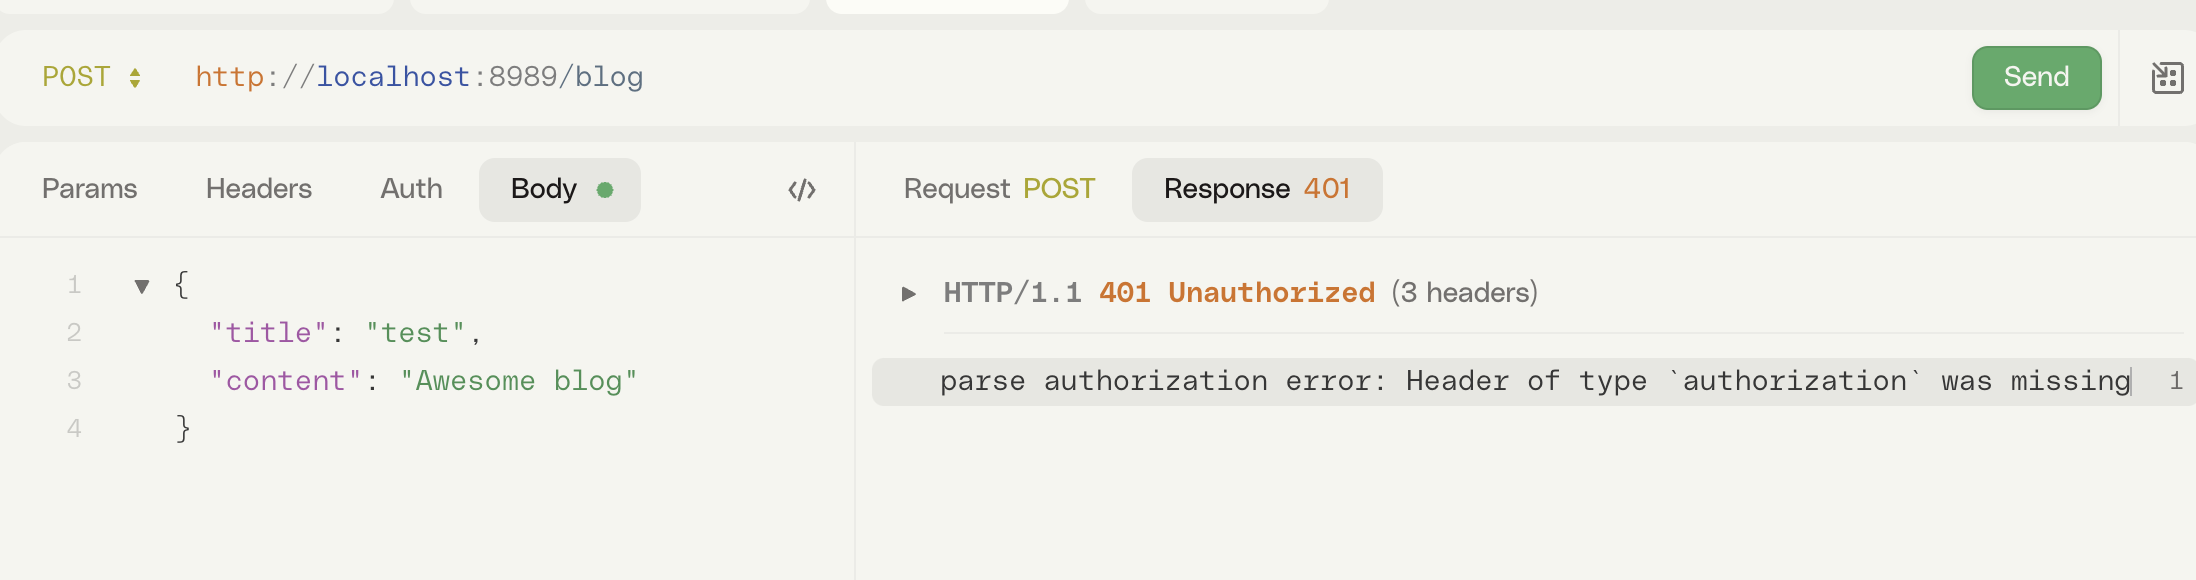 POST http://localhost:8989/blog Send
Params Headers Auth Body </> Request POST Response 401
1 {
2 "title": "test",
3 "content": "Awesome blog"
4 }
HTTP/1.1 401 Unauthorized (3 headers)
parse authorization error: Header of type `authorization` was missing 1